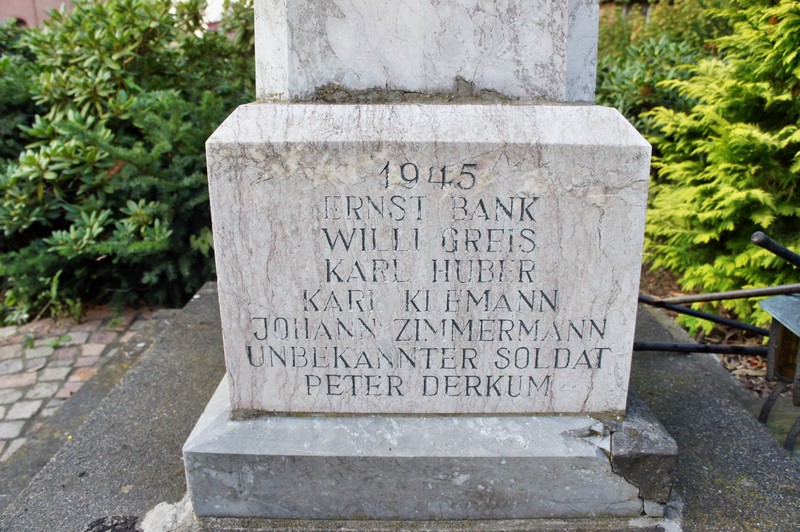 1945
ERNST BANK
WILLI GREIS
KARL HUBER
KARL KLEMANN
JOHANN ZIMMERMANN
UNBEKANNTER SOLDAT
PETER DERKUM